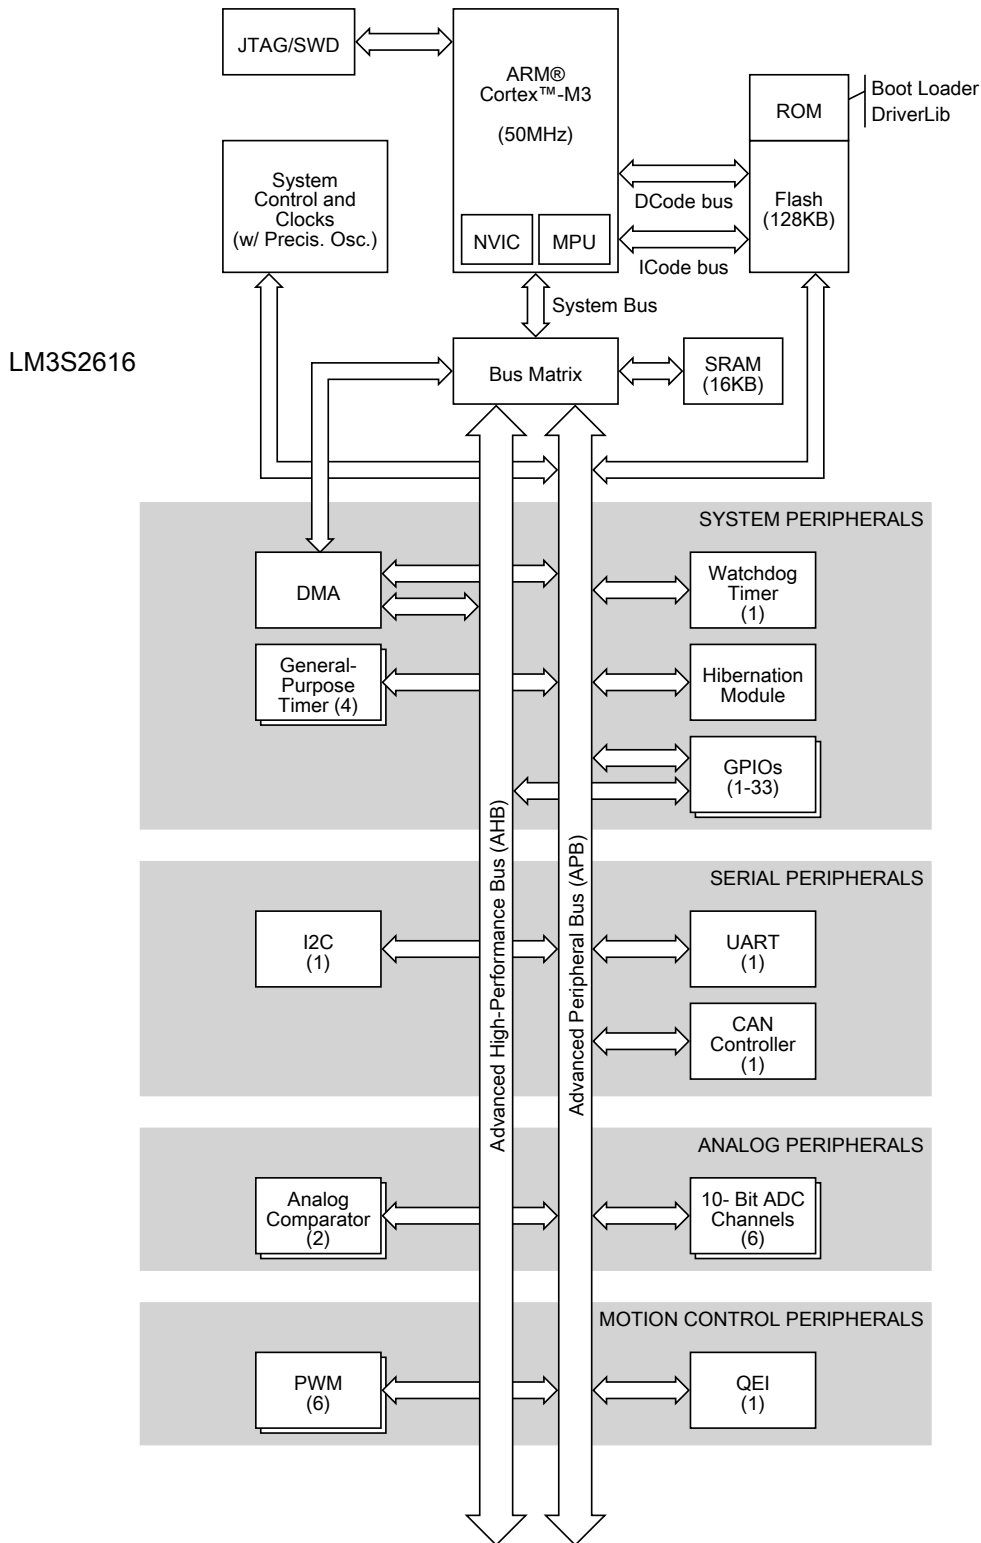 JTAG/SWD
ARM®
Cortex™-M3
(50MHz)
NVIC
MPU
ROM
Boot Loader
DriverLib
Flash
(128KB)
DCode bus
ICode bus
System
Control and
Clocks
(w/ Precis. Osc.)
System Bus
LM3S2616
Bus Matrix
SRAM
(16KB)
SYSTEM PERIPHERALS
DMA
Watchdog
Timer
(1)
General-
Purpose
Timer (4)
Hibernation
Module
GPIOs
(1-33)
Advanced High-Performance Bus (AHB)
Advanced Peripheral Bus (APB)
SERIAL PERIPHERALS
I2C
(1)
UART
(1)
CAN
Controller
(1)
ANALOG PERIPHERALS
Analog
Comparator
(2)
10- Bit ADC
Channels
(6)
MOTION CONTROL PERIPHERALS
PWM
(6)
QEI
(1)